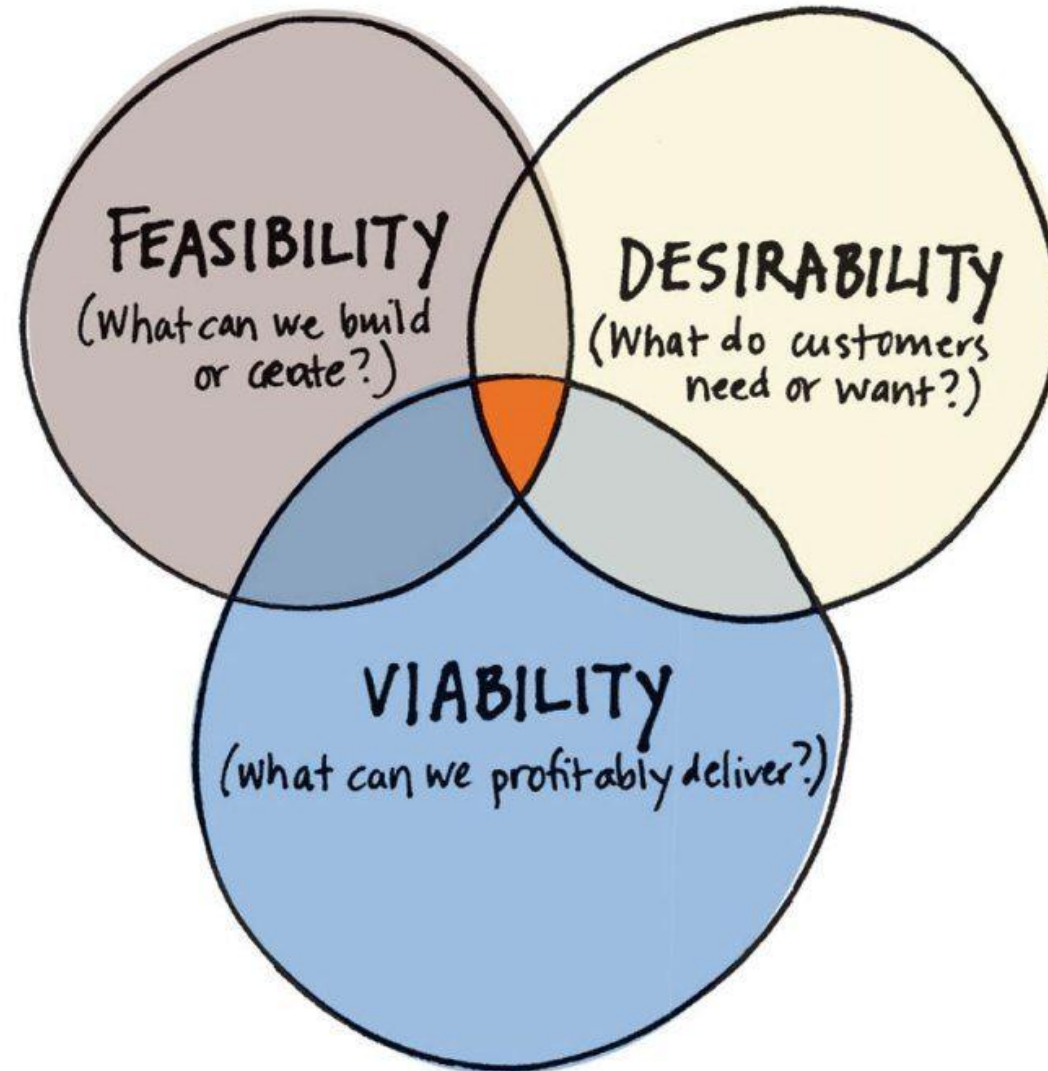 FEASIBILITY
(What can we build
or create?)
DESIRABILITY
(What do customers
need or want?)
VIABILITY
(What can we profitably deliver?)